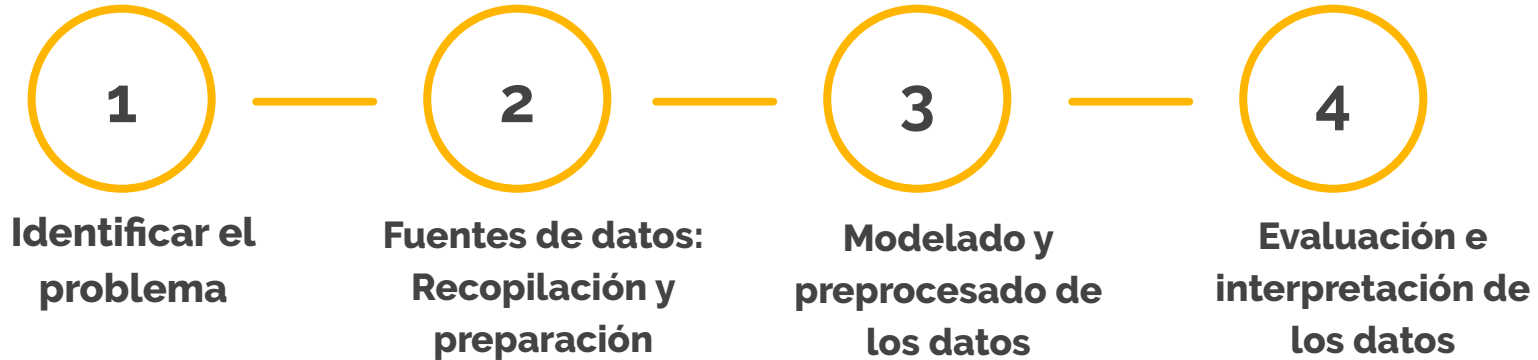 1
2
3
4
Identificar el
problema
Fuentes de datos:
Recopilación y
preparación
Modelado y
preprocesado de
los datos
Evaluación e
interpretación de
los datos